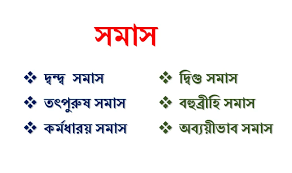 সমাস
❖ দ্বন্দ্ব সমাস
❖ তৎপুরুষ সমাস
❖ কর্মধারয় সমাস
❖ দ্বিগু সমাস
❖ বহুব্রীহি সমাস
❖ অব্যয়ীভাব সমাস